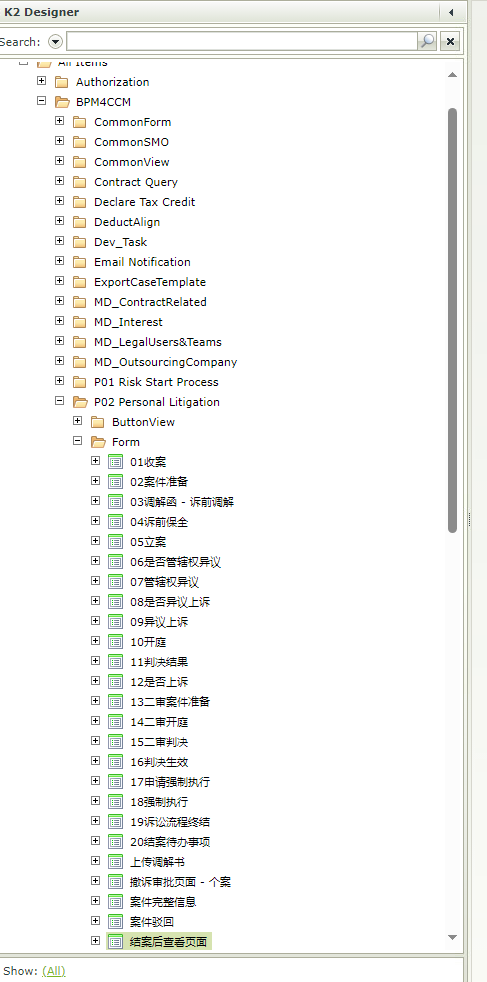 K2 Designer
Search:
All Items
Authorization
BPM4CCM
CommonForm
CommonSMO
CommonView
Contract Query
Declare Tax Credit
DeductAlign
Dev_Task
Email Notification
ExportCaseTemplate
MD_ContractRelated
MD_Interest
MD_LegalUsers&Teams
MD_OutsourcingCompany
P01 Risk Start Process
P02 Personal Litigation
ButtonView
Form
01收案
02案件准备
03调解函 - 诉前调解
04诉前保全
05立案
06是否管辖权异议
07管辖权异议
08是否异议上诉
09异议上诉
10开庭
11判决结果
12是否上诉
13二审案件准备
14二审开庭
15二审判决
16判决生效
17申请强制执行
18强制执行
19诉讼流程终结
20结案待办事项
上传调解书
撤诉审批页面 - 个案
案件完整信息
案件驳回
结案后查看页面
Show: (All)